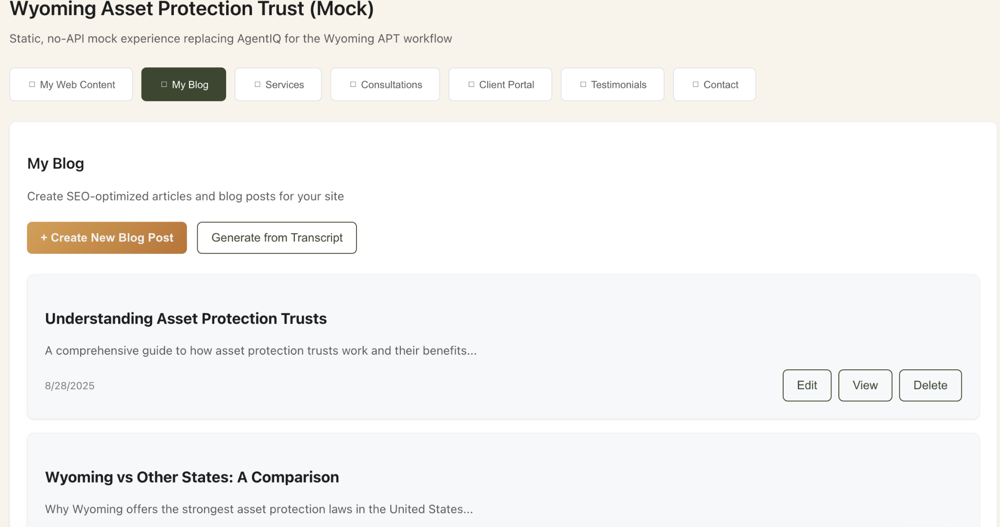 Wyoming Asset Protection Trust (Mock)
Static, no-API mock experience replacing AgentIQ for the Wyoming APT workflow
My Web Content
My Blog
Services
Consultations
Client Portal
Testimonials
Contact
My Blog
Create SEO-optimized articles and blog posts for your site
+ Create New Blog Post
Generate from Transcript
Understanding Asset Protection Trusts
A comprehensive guide to how asset protection trusts work and their benefits...
8/28/2025
Edit
View
Delete
Wyoming vs Other States: A Comparison
Why Wyoming offers the strongest asset protection laws in the United States...